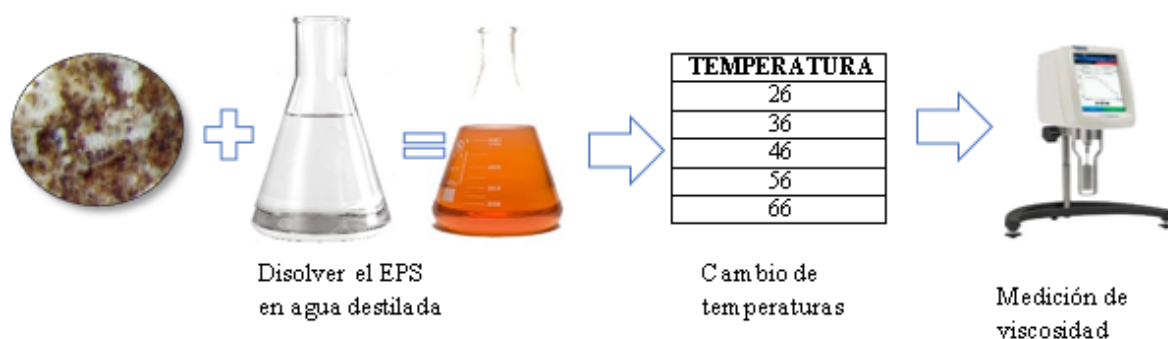 TEMPERATURA
26
36
46
56
66
Disolver el EPS
en agua destilada
Cambio de
temperaturas
Medición de
viscosidad